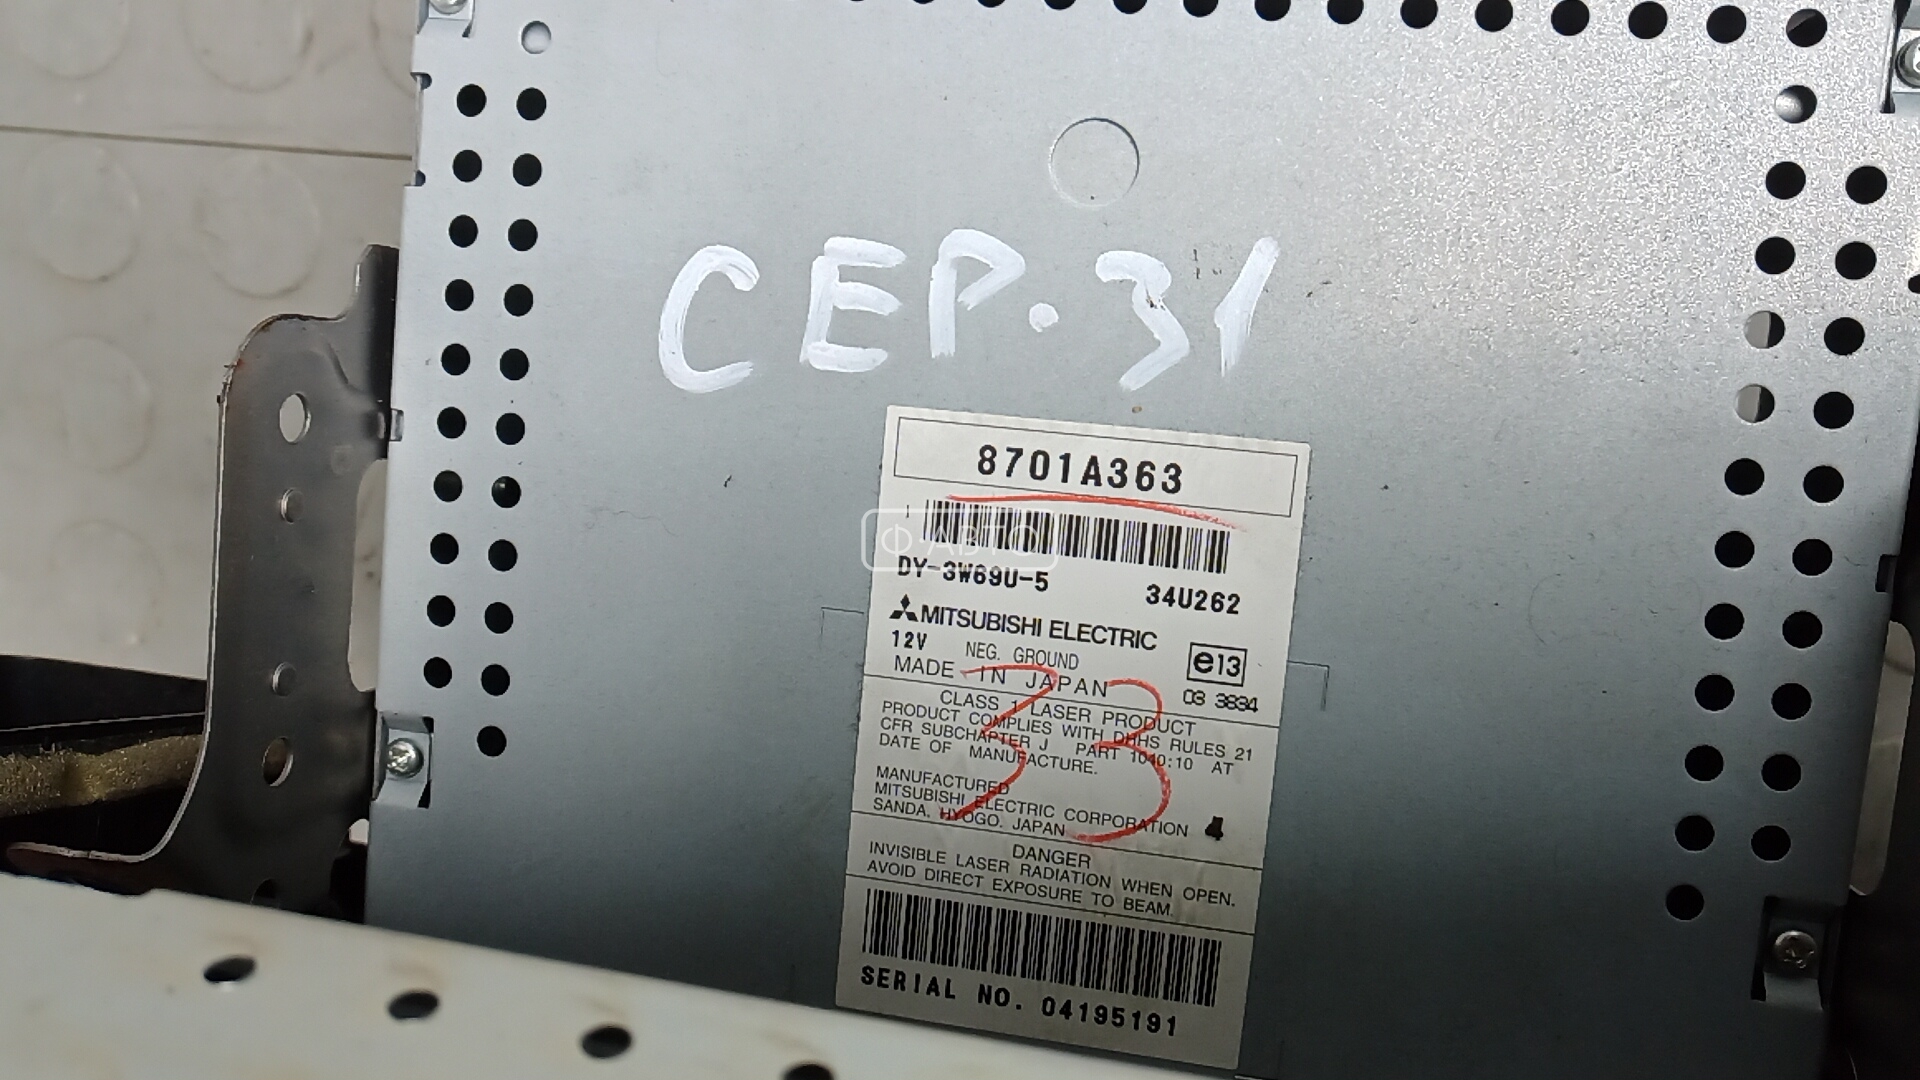 СЕР.31
8701A363
Ф АВТО
DY-3W69U-5
34U262
MITSUBISHI ELECTRIC
12V NEG. GROUND
e13
MADE IN JAPAN
03 3834
33
CLASS 1 LASER PRODUCT
PRODUCT COMPLIES WITH DHHS RULES 21
CFR SUBCHAPTER J PART 1040:10 AT
DATE OF MANUFACTURE.
MANUFACTURED
MITSUBISHI ELECTRIC CORPORATION
SANDA, HYOGO. JAPAN
4
DANGER
INVISIBLE LASER RADIATION WHEN OPEN.
AVOID DIRECT EXPOSURE TO BEAM.
SERIAL NO. 04195191